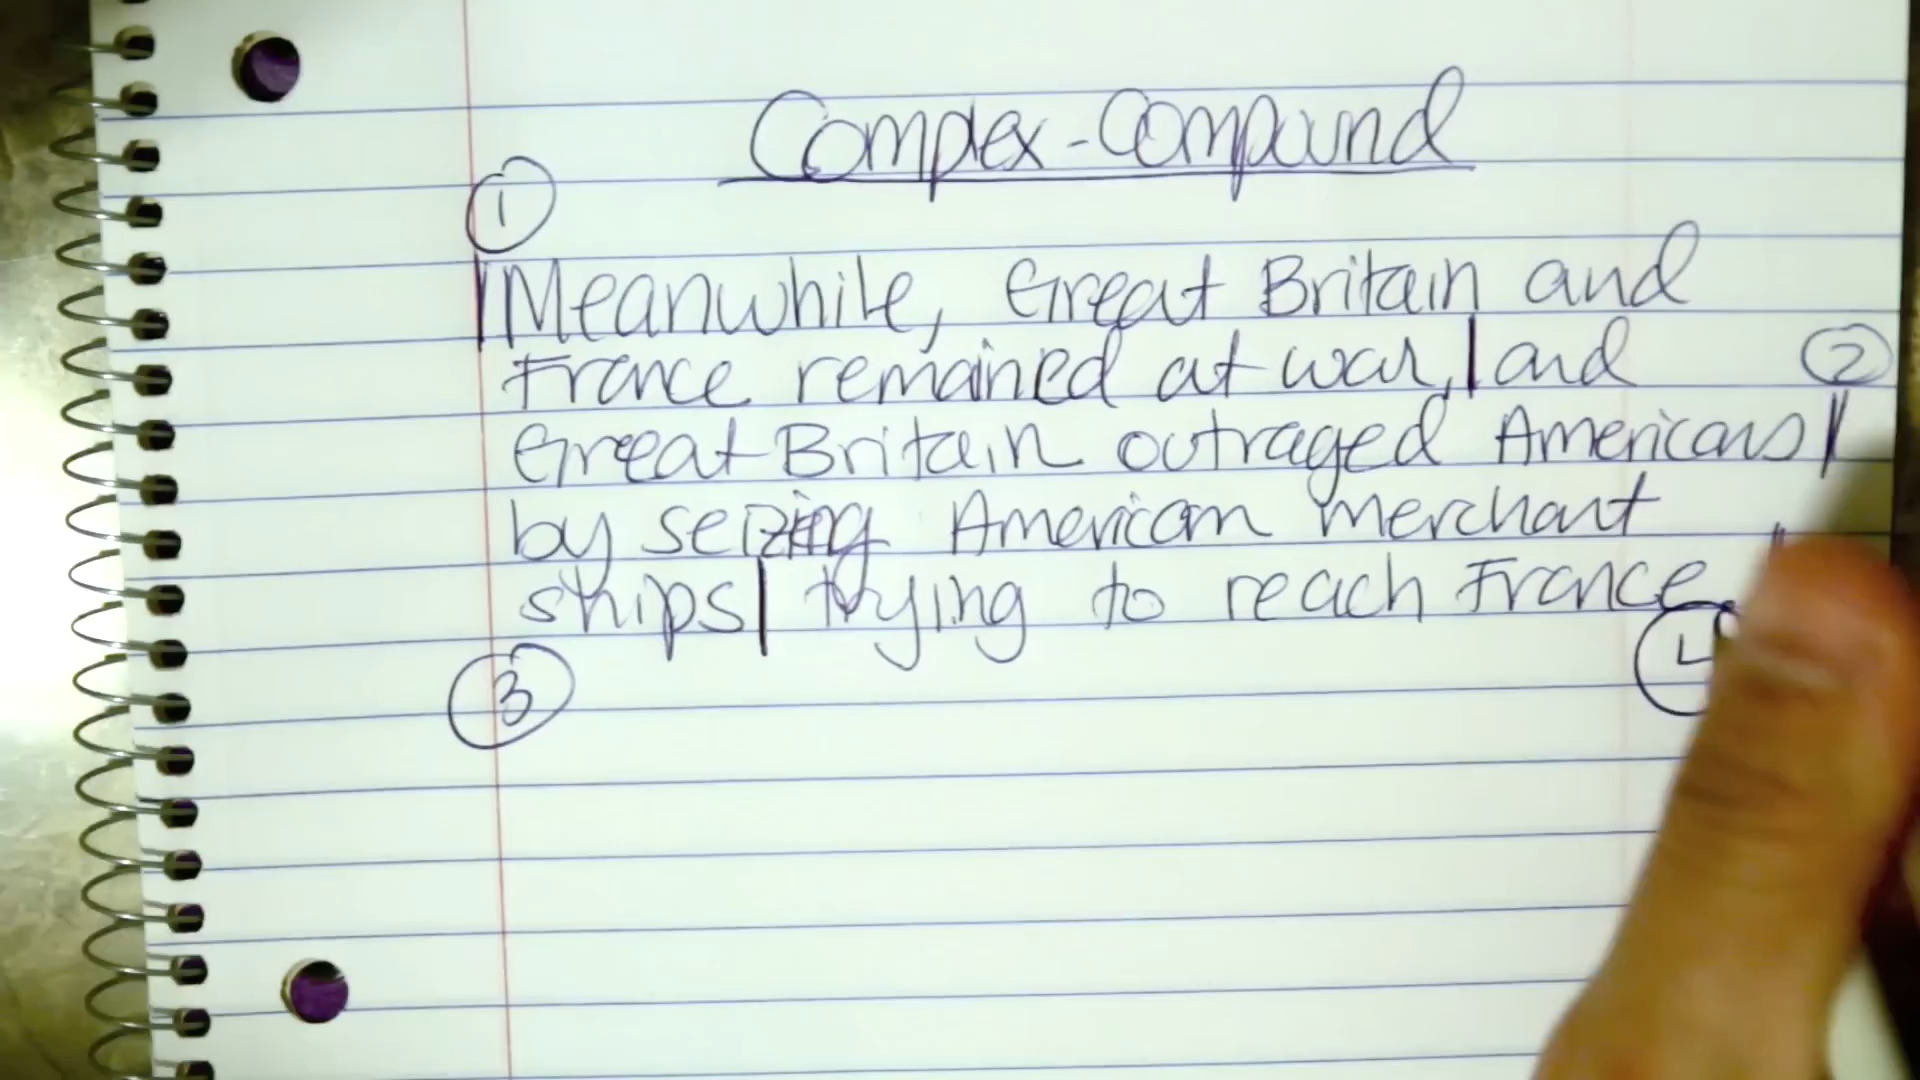 Complex-Compound
1
Meanwhile, Great Britain and
France remained at war, and
2
Great Britain outraged Americans
by seizing American merchant
ships trying to reach France
3
4